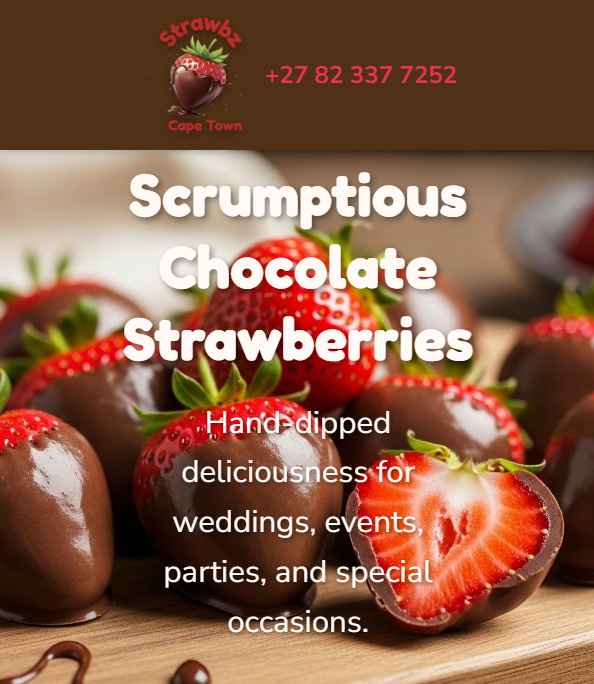 Strawbz
Cape Town
+27 82 337 7252
Scrumptious
Chocolate
Strawberries
Hand-dipped
deliciousness for
weddings, events,
parties, and special
occasions.